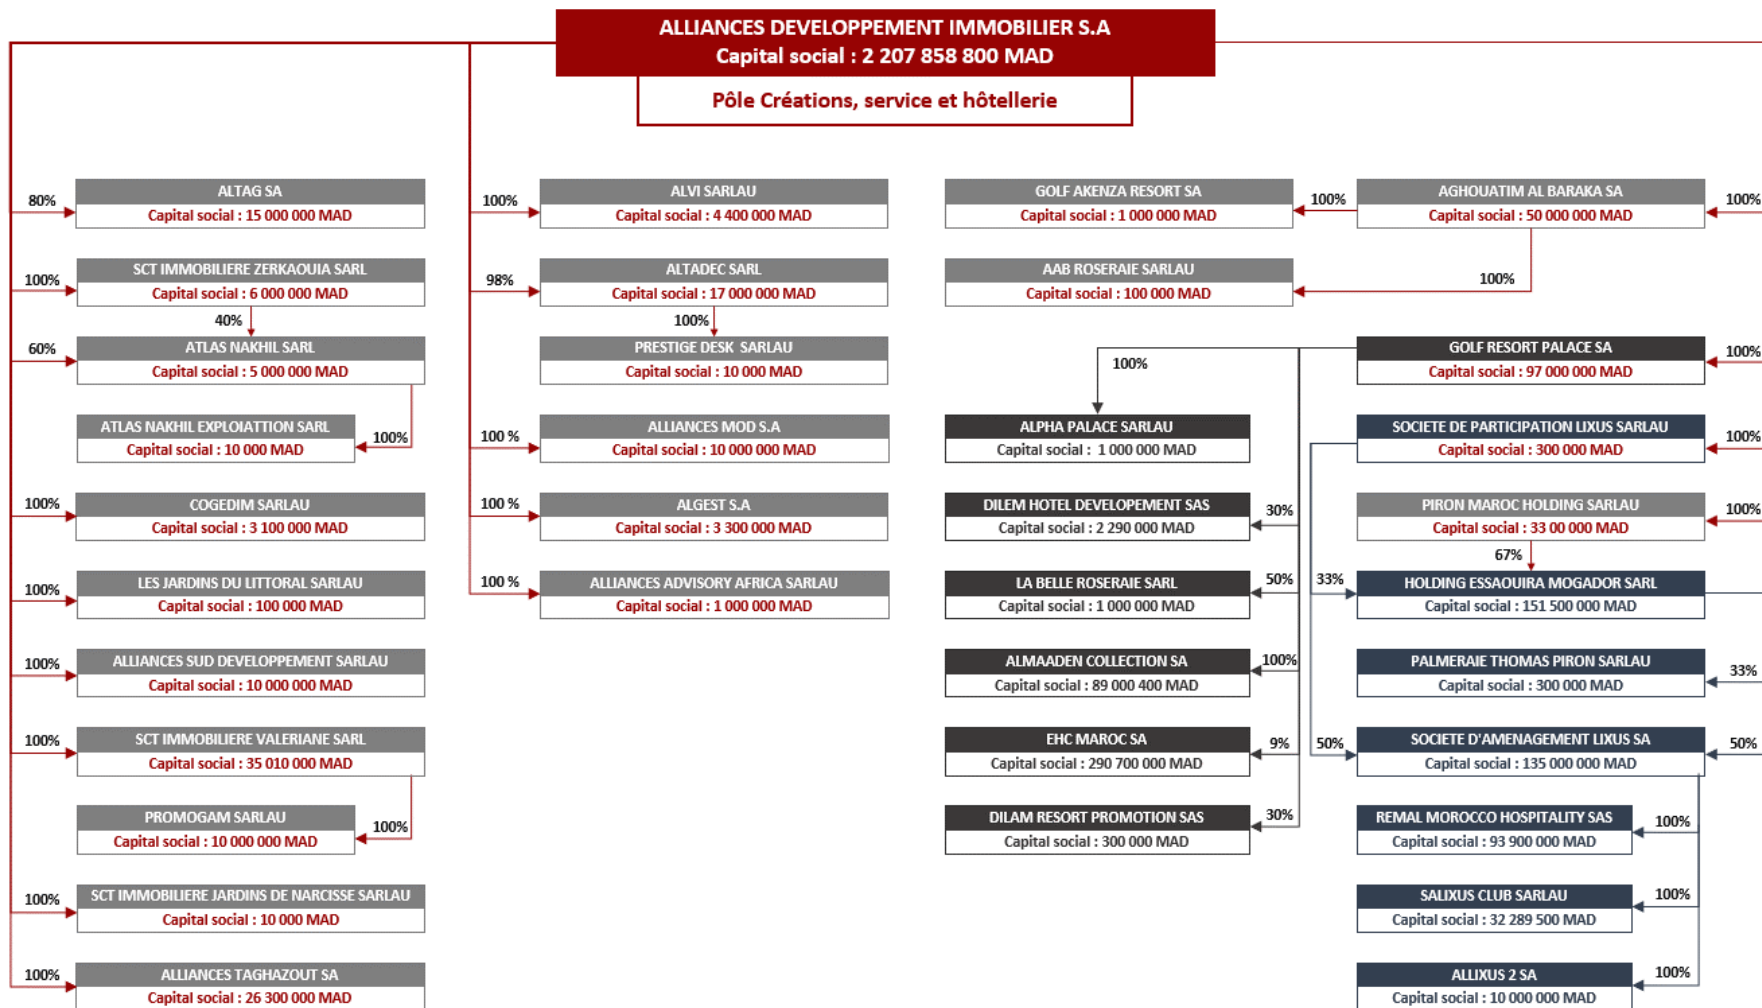 ALLIANCES DEVELOPPEMENT IMMOBILIER S.A
Capital social : 2 207 858 800 MAD
Pôle Créations, service et hôtellerie
80%
ALTAG SA
Capital social : 15 000 000 MAD
100%
SCT IMMOBILIERE ZERKAOUIA SARL
Capital social : 6 000 000 MAD
40%
60%
ATLAS NAKHIL SARL
Capital social : 5 000 000 MAD
ATLAS NAKHIL EXPLOIATTION SARL
Capital social : 10 000 MAD
100%
100%
COGEDIM SARLAU
Capital social : 3 100 000 MAD
100%
LES JARDINS DU LITTORAL SARLAU
Capital social : 100 000 MAD
100%
ALLIANCES SUD DEVELOPPEMENT SARLAU
Capital social : 10 000 000 MAD
100%
SCT IMMOBILIERE VALERIANE SARL
Capital social : 35 010 000 MAD
PROMOGAM SARLAU
Capital social : 10 000 000 MAD
100%
100%
SCT IMMOBILIERE JARDINS DE NARCISSE SARLAU
Capital social : 10 000 MAD
100%
ALLIANCES TAGHAZOUT SA
Capital social : 26 300 000 MAD
100%
ALVI SARLAU
Capital social : 4 400 000 MAD
98%
ALTADEC SARL
Capital social : 17 000 000 MAD
100%
PRESTIGE DESK SARLAU
Capital social : 10 000 MAD
100 %
ALLIANCES MOD S.A
Capital social : 10 000 000 MAD
100 %
ALGEST S.A
Capital social : 3 300 000 MAD
100 %
ALLIANCES ADVISORY AFRICA SARLAU
Capital social : 1 000 000 MAD
GOLF AKENZA RESORT SA
Capital social : 1 000 000 MAD
100%
AGHOUATIM AL BARAKA SA
Capital social : 50 000 000 MAD
100%
AAB ROSERAIE SARLAU
Capital social : 100 000 MAD
100%
100%
GOLF RESORT PALACE SA
Capital social : 97 000 000 MAD
100%
ALPHA PALACE SARLAU
Capital social : 1 000 000 MAD
DILEM HOTEL DEVELOPEMENT SAS
Capital social : 2 290 000 MAD
30%
LA BELLE ROSERAIE SARL
Capital social : 1 000 000 MAD
50%
ALMAADEN COLLECTION SA
Capital social : 89 000 400 MAD
100%
EHC MAROC SA
Capital social : 290 700 000 MAD
9%
DILAM RESORT PROMOTION SAS
Capital social : 300 000 MAD
30%
SOCIETE DE PARTICIPATION LIXUS SARLAU
Capital social : 300 000 MAD
100%
PIRON MAROC HOLDING SARLAU
Capital social : 33 00 000 MAD
100%
67%
33%
HOLDING ESSAOUIRA MOGADOR SARL
Capital social : 151 500 000 MAD
PALMERAIE THOMAS PIRON SARLAU
Capital social : 300 000 MAD
33%
50%
SOCIETE D'AMENAGEMENT LIXUS SA
Capital social : 135 000 000 MAD
50%
REMAL MOROCCO HOSPITALITY SAS
Capital social : 93 900 000 MAD
100%
SALIXUS CLUB SARLAU
Capital social : 32 289 500 MAD
100%
ALLIXUS 2 SA
Capital social : 10 000 000 MAD
100%